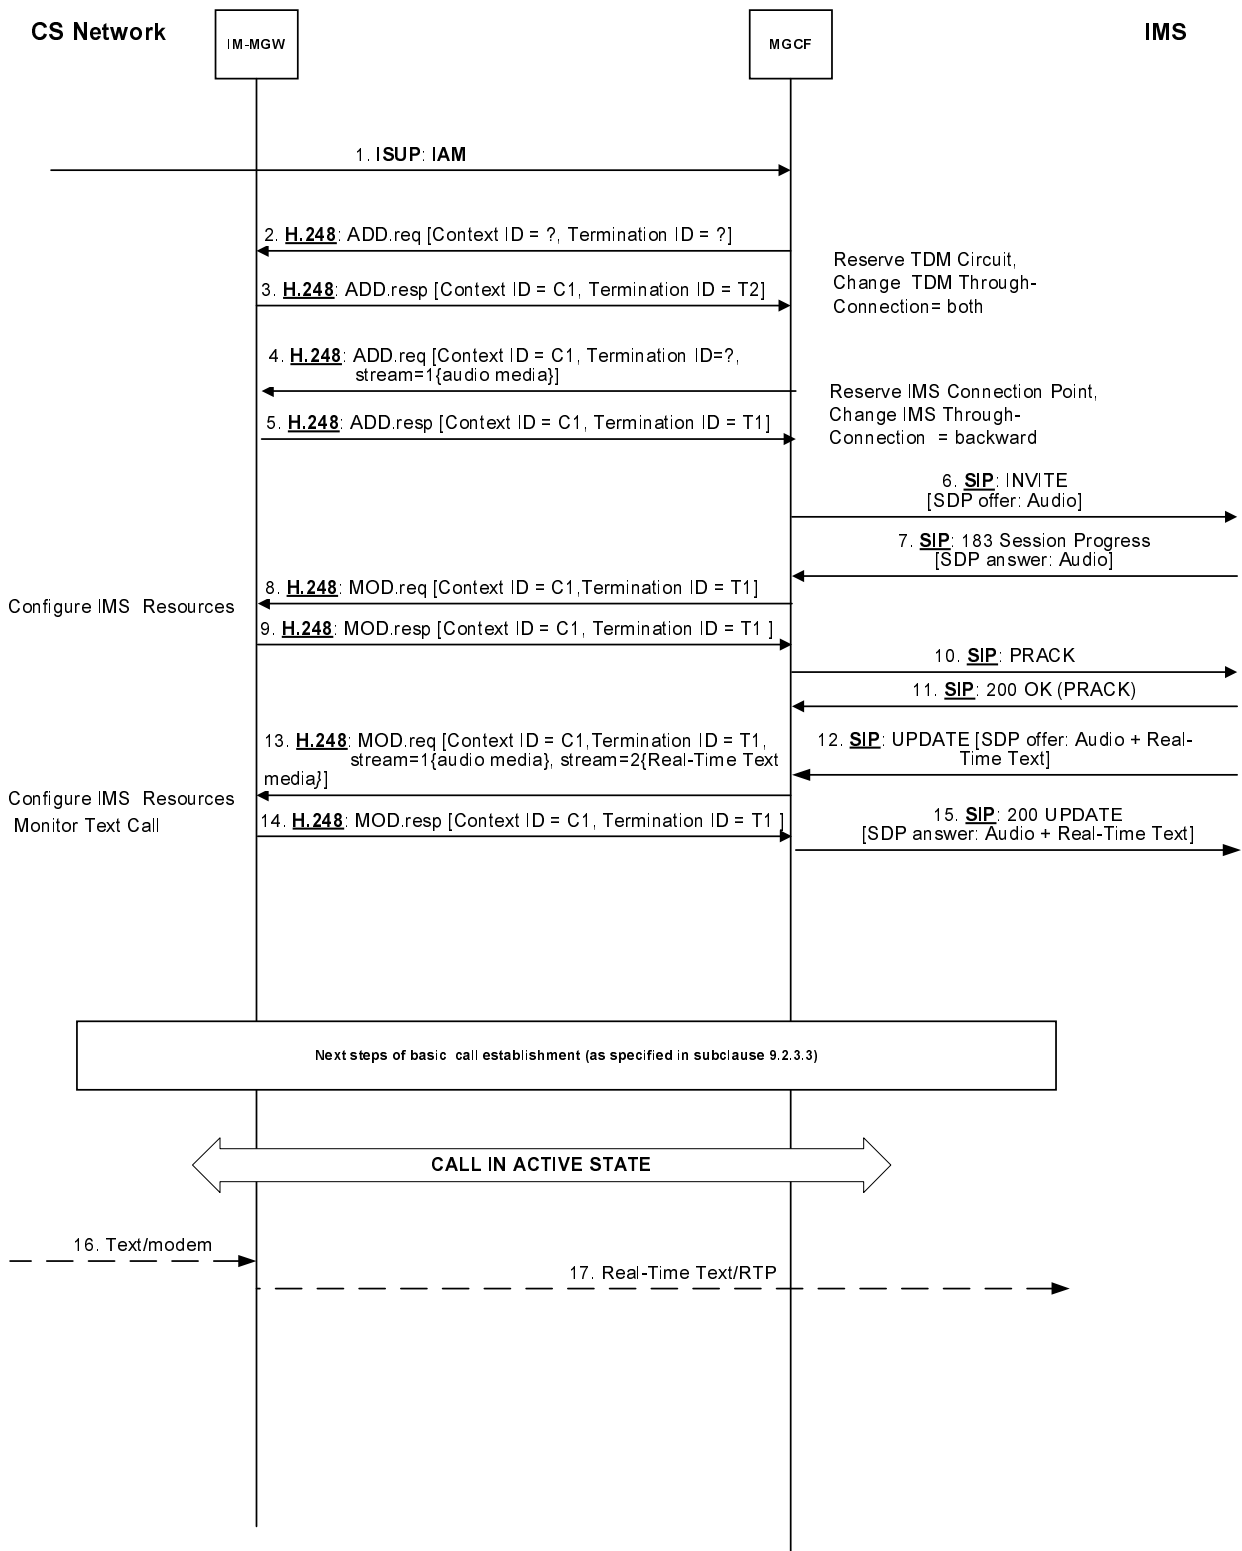 CS Network
IM-MGW
MGCF
IMS
1. ISUP: IAM
2. H.248: ADD.req [Context ID = ?, Termination ID = ?]
Reserve TDM Circuit,
Change TDM Through-
Connection= both
3. H.248: ADD.resp [Context ID = C1, Termination ID = T2]
4. H.248: ADD.req [Context ID = C1, Termination ID=?,
stream=1{audio media}]
Reserve IMS Connection Point,
Change IMS Through-
Connection = backward
5. H.248: ADD.resp [Context ID = C1, Termination ID = T1]
6. SIP: INVITE
[SDP offer: Audio]
7. SIP: 183 Session Progress
[SDP answer: Audio]
8. H.248: MOD.req [Context ID = C1,Termination ID = T1]
Configure IMS Resources
9. H.248: MOD.resp [Context ID = C1, Termination ID = T1 ]
10. SIP: PRACK
11. SIP: 200 OK (PRACK)
12. SIP: UPDATE [SDP offer: Audio + Real-
Time Text]
13. H.248: MOD.req [Context ID = C1,Termination ID = T1,
stream=1{audio media}, stream=2{Real-Time Text
media}]
Configure IMS Resources
Monitor Text Call
14. H.248: MOD.resp [Context ID = C1, Termination ID = T1 ]
15. SIP: 200 UPDATE
[SDP answer: Audio + Real-Time Text]
Next steps of basic call establishment (as specified in subclause 9.2.3.3)
CALL IN ACTIVE STATE
16. Text/modem
17. Real-Time Text/RTP